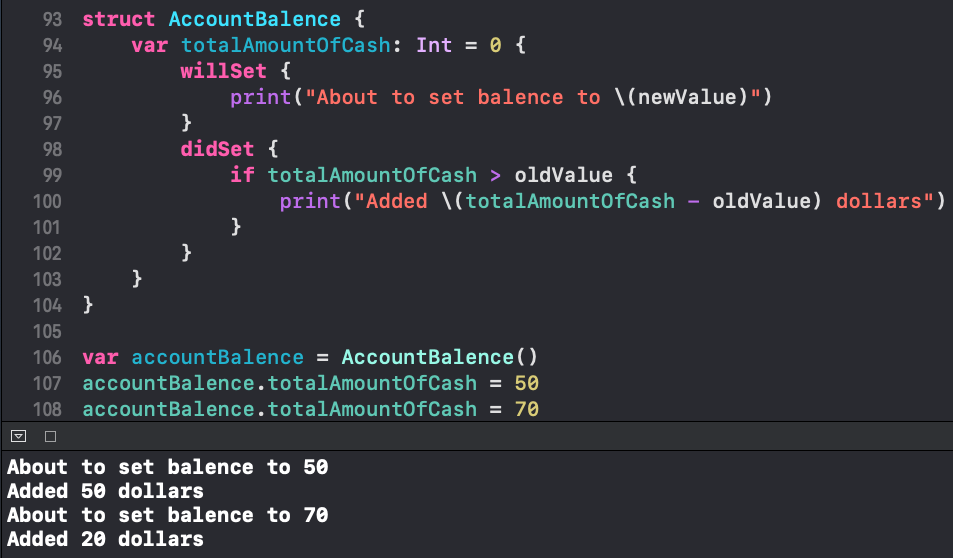 93 struct AccountBalence {
94     var totalAmountOfCash: Int = 0 {
95         willSet {
96             print("About to set balence to \(newValue)")
97         }
98         didSet {
99             if totalAmountOfCash > oldValue {
100                 print("Added \(totalAmountOfCash - oldValue) dollars")
101             }
102         }
103     }
104 }
105
106 var accountBalence = AccountBalence()
107 accountBalence.totalAmountOfCash = 50
108 accountBalence.totalAmountOfCash = 70
About to set balence to 50
Added 50 dollars
About to set balence to 70
Added 20 dollars